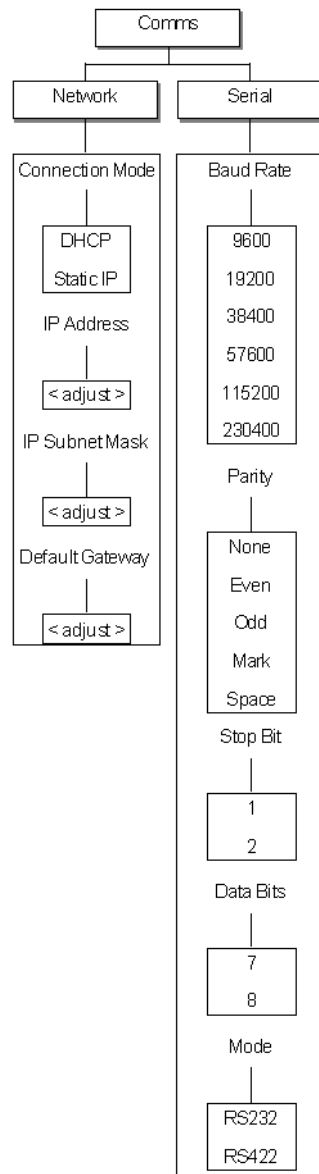 Comms
Network
Serial
Connection Mode
DHCP
Static IP
IP Address
< adjust >
IP Subnet Mask
< adjust >
Default Gateway
< adjust >
Baud Rate
9600
19200
38400
57600
115200
230400
Parity
None
Even
Odd
Mark
Space
Stop Bit
1
2
Data Bits
7
8
Mode
RS232
RS422